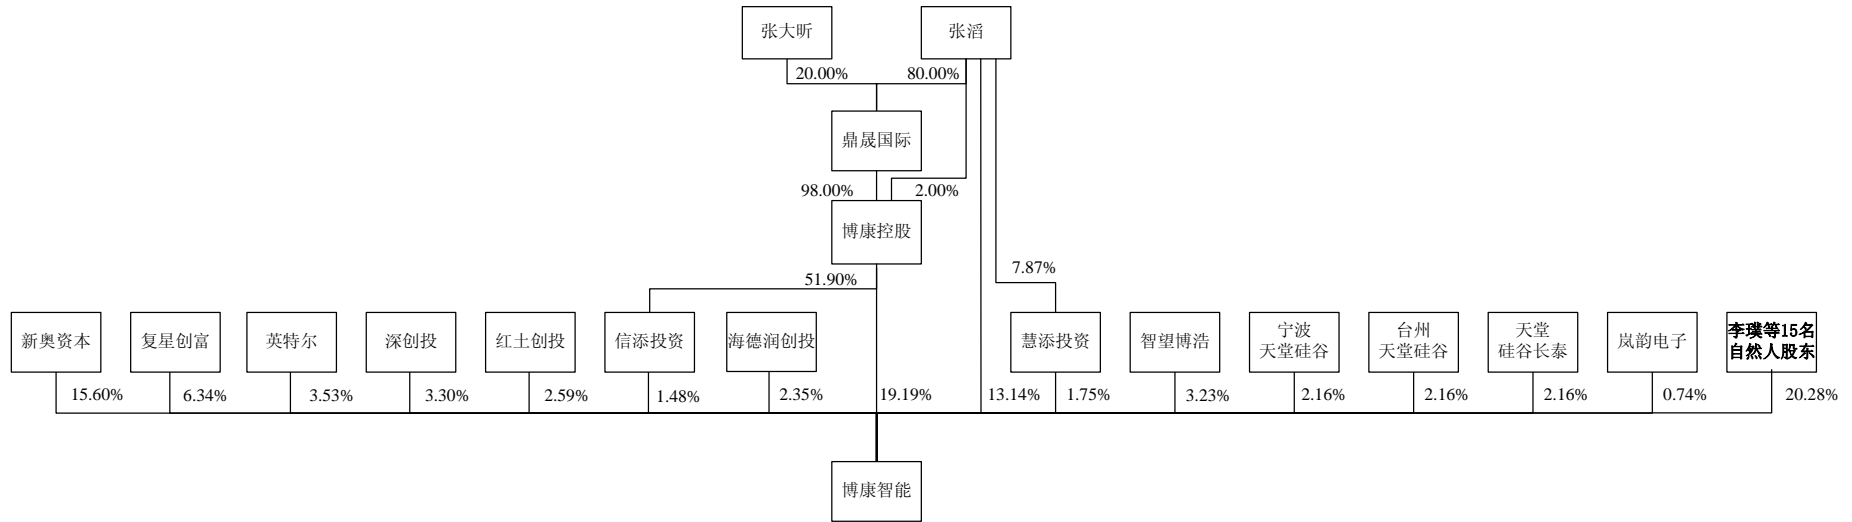 张大昕
张滔
20.00%
80.00%
鼎晟国际
98.00%
2.00%
博康控股
51.90%
7.87%
新奥资本
复星创富
英特尔
深创投
红土创投
信添投资
海德润创投
慧添投资
智望博浩
宁波
天堂硅谷
台州
天堂硅谷
天堂
硅谷长泰
岚韵电子
李璞等15名
自然人股东
15.60%
6.34%
3.53%
3.30%
2.59%
1.48%
2.35%
19.19%
13.14%
1.75%
3.23%
2.16%
2.16%
2.16%
0.74%
20.28%
博康智能